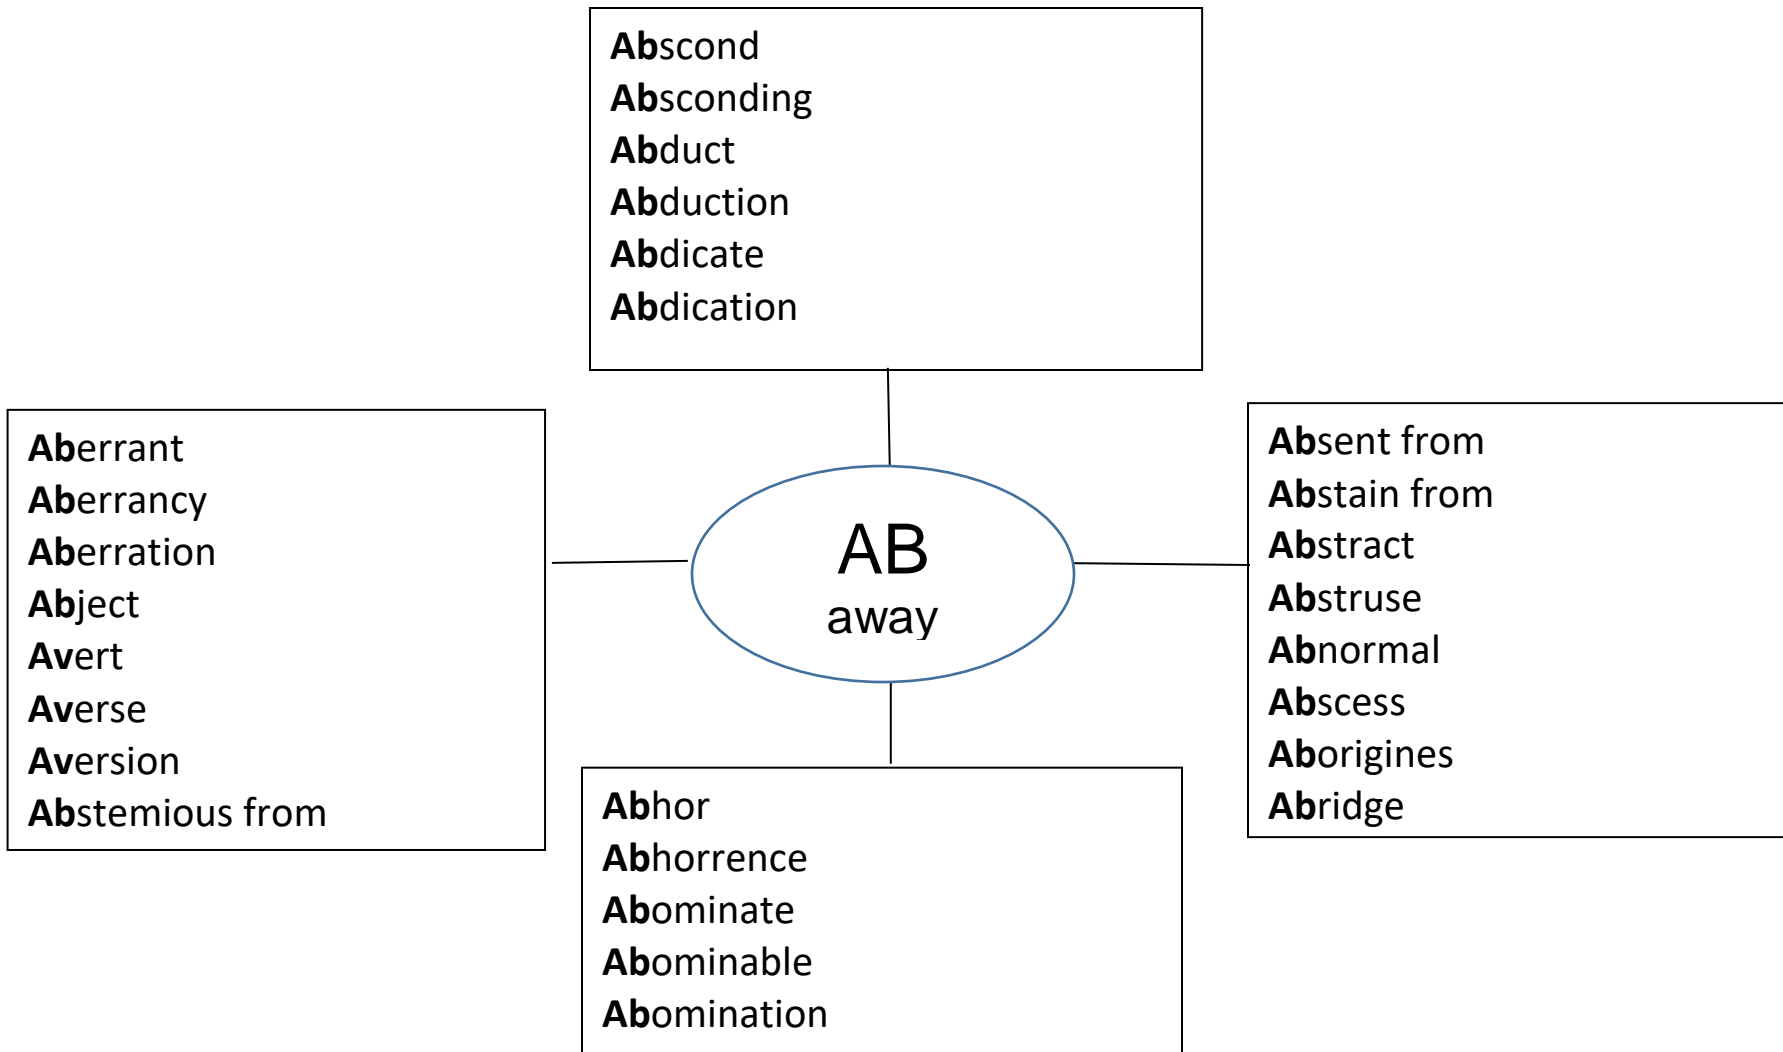 Abscond
Absconding
Abduct
Abduction
Abdicate
Abdication
Aberrant
Aberrancy
Aberration
Abject
Avert
Averse
Aversion
Abstemious from
AB
away
Absent from
Abstain from
Abstract
Abstruse
Abnormal
Abscess
Aborigines
Abridge
Abhor
Abhorrence
Abominate
Abominable
Abomination